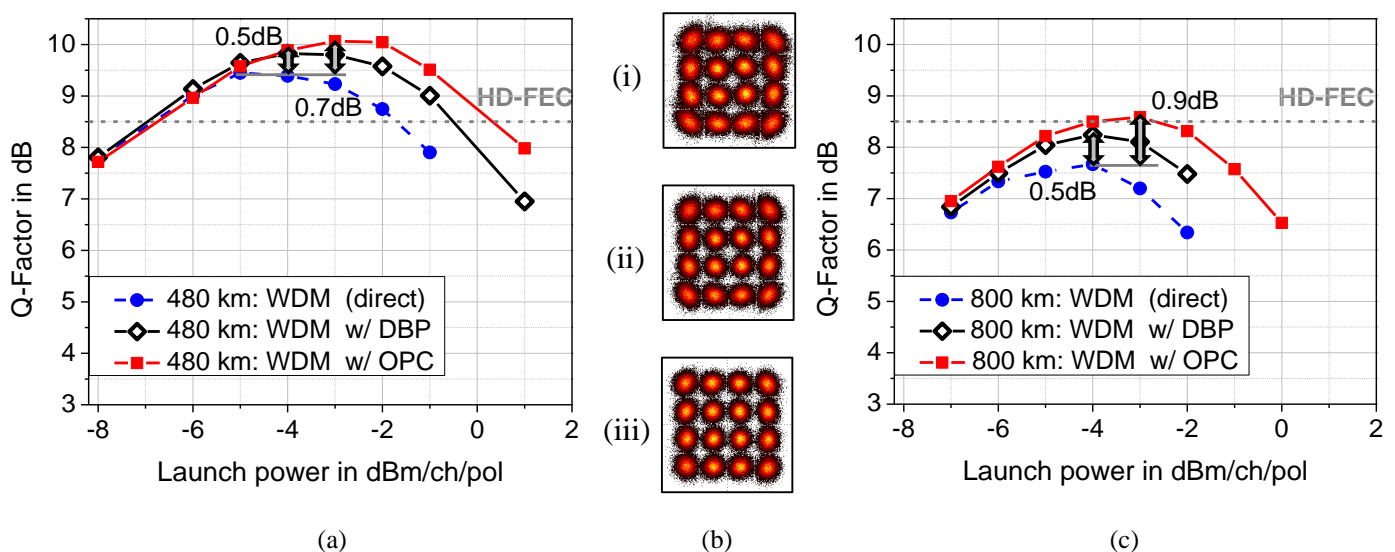 10
9
8
7
6
5
4
3
Q-Factor in dB
0.5dB
0.7dB
HD-FEC
480 km: WDM (direct)
480 km: WDM w/ DBP
480 km: WDM w/ OPC
-8 -6 -4 -2 0 2
Launch power in dBm/ch/pol
(a)
(i)
(ii)
(iii)
(b)
10
9
8
7
6
5
4
3
Q-Factor in dB
0.9dB
HD-FEC
0.5dB
800 km: WDM (direct)
800 km: WDM w/ DBP
800 km: WDM w/ OPC
-8 -6 -4 -2 0 2
Launch power in dBm/ch/pol
(c)